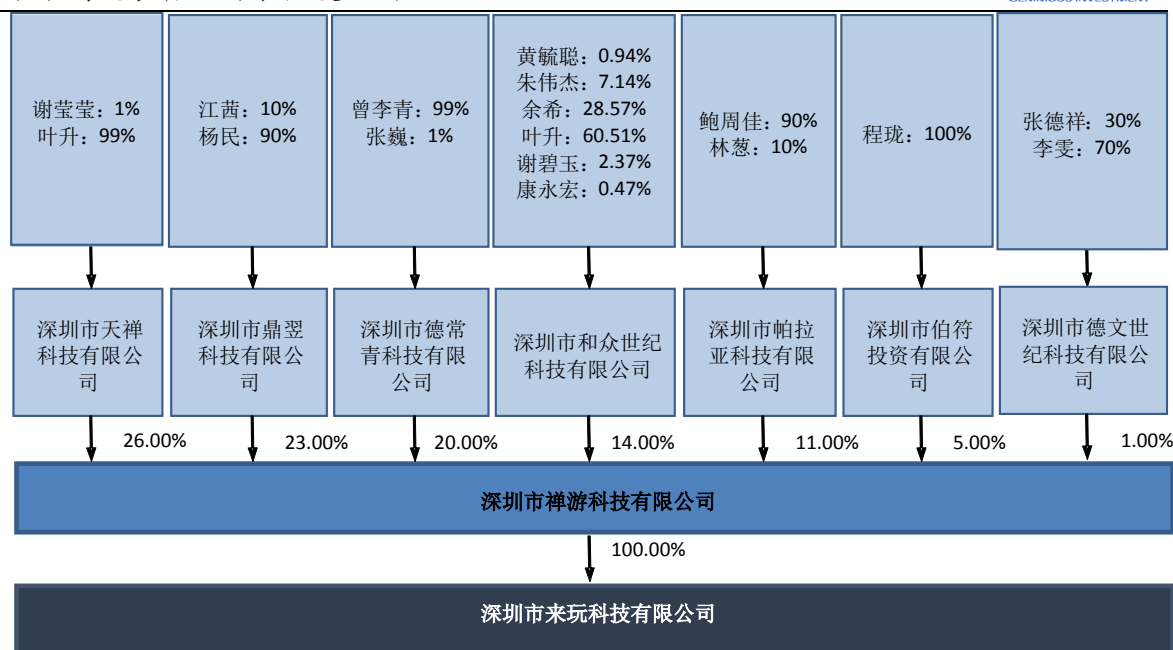 谢莹莹：1%
叶升：99%
江茜：10%
杨民：90%
曾李青：99%
张巍：1%
黄毓聪：0.94%
朱伟杰：7.14%
余希：28.57%
叶升：60.51%
谢碧玉：2.37%
康永宏：0.47%
鲍周佳：90%
林葱：10%
程珑：100%
张德祥：30%
李雯：70%
深圳市天禅
科技有限公
司
深圳市鼎翌
科技有限公
司
深圳市德常
青科技有限
公司
深圳市和众世纪
科技有限公司
深圳市帕拉
亚科技有限
公司
深圳市伯符
投资有限公
司
深圳市德文世
纪科技有限公
司
26.00%
23.00%
20.00%
14.00%
11.00%
5.00%
1.00%
深圳市禅游科技有限公司
100.00%
深圳市来玩科技有限公司